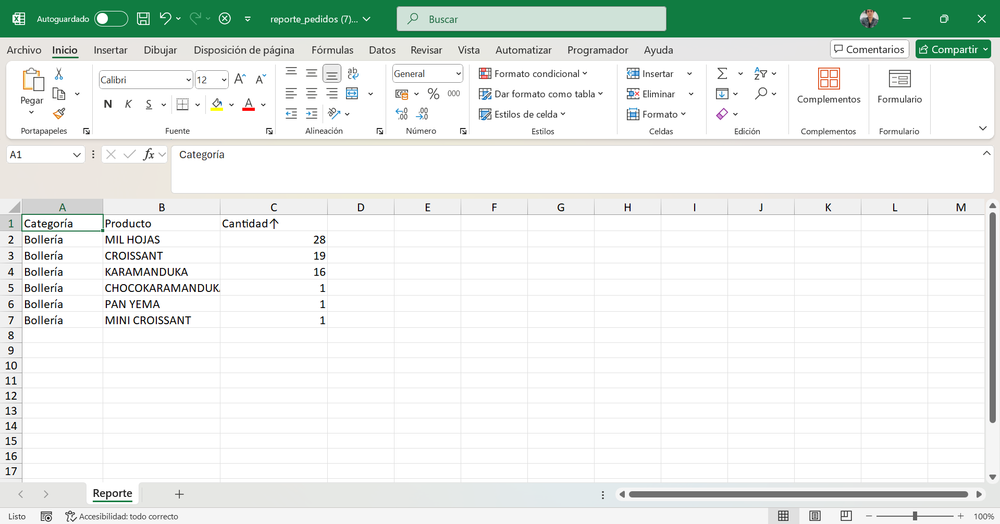 Autoguardado
reporte_pedidos (7)...
Buscar
Archivo Inicio Insertar Dibujar Disposición de página Fórmulas Datos Revisar Vista Automatizar Programador Ayuda Comentarios Compartir
Pegar
Portapapeles
Calibri 12
N K S
Fuente
ab
Alineación
General
% 000
Número
Formato condicional
Dar formato como tabla
Estilos de celda
Estilos
Insertar
Eliminar
Formato
Celdas
Edición
Complementos
Complementos
Formulario
Formulario
A1 fx Categoría
A B C D E F G H I J K L M
1 Categoría Producto Cantidad↑
2 Bollería MIL HOJAS 28
3 Bollería CROISSANT 19
4 Bollería KARAMANDUKA 16
5 Bollería CHOCOKARAMANDUKA 1
6 Bollería PAN YEMA 1
7 Bollería MINI CROISSANT 1
8
9
10
11
12
13
14
15
16
17
Reporte
Listo Accesibilidad: todo correcto 100%